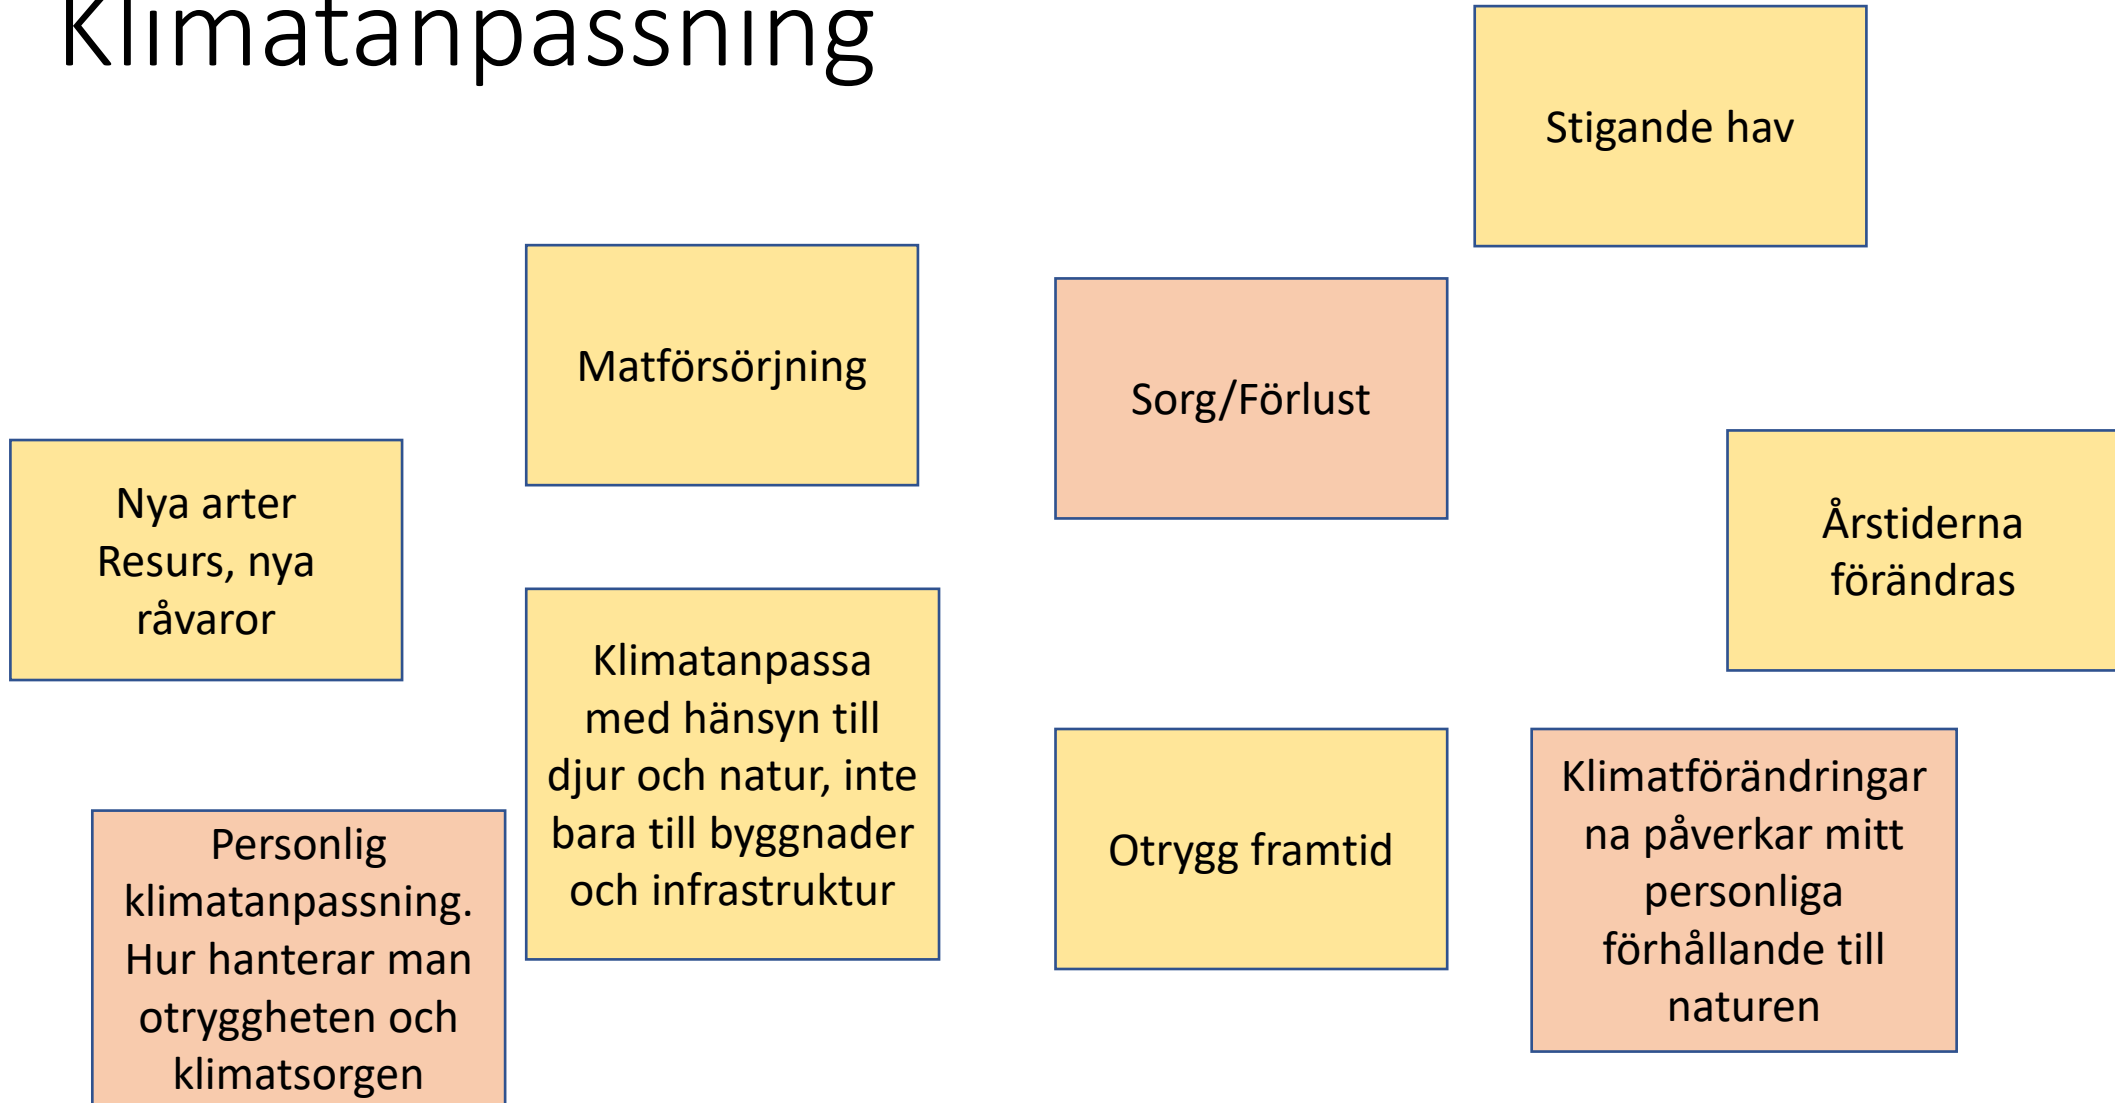 Klimatanpassning
Stigande hav
Matförsörjning
Sorg/Förlust
Nya arter
Resurs, nya
råvaror
Årstiderna
förändras
Klimatanpassa
med hänsyn till
djur och natur, inte
bara till byggnader
och infrastruktur
Otrygg framtid
Klimatförändringar
na påverkar mitt
personliga
förhållande till
naturen
Personlig
klimatanpassning.
Hur hanterar man
otryggheten och
klimatsorgen